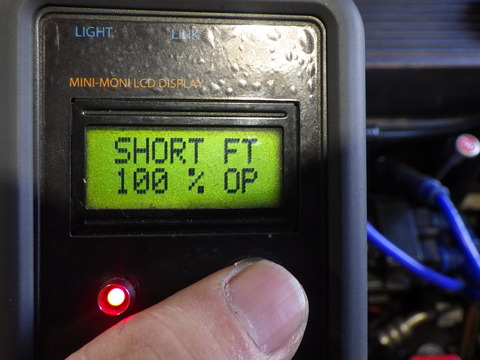 LIGHT LINK
MINI-MONI LCD DISPLAY
SHORT FT
100 % OP